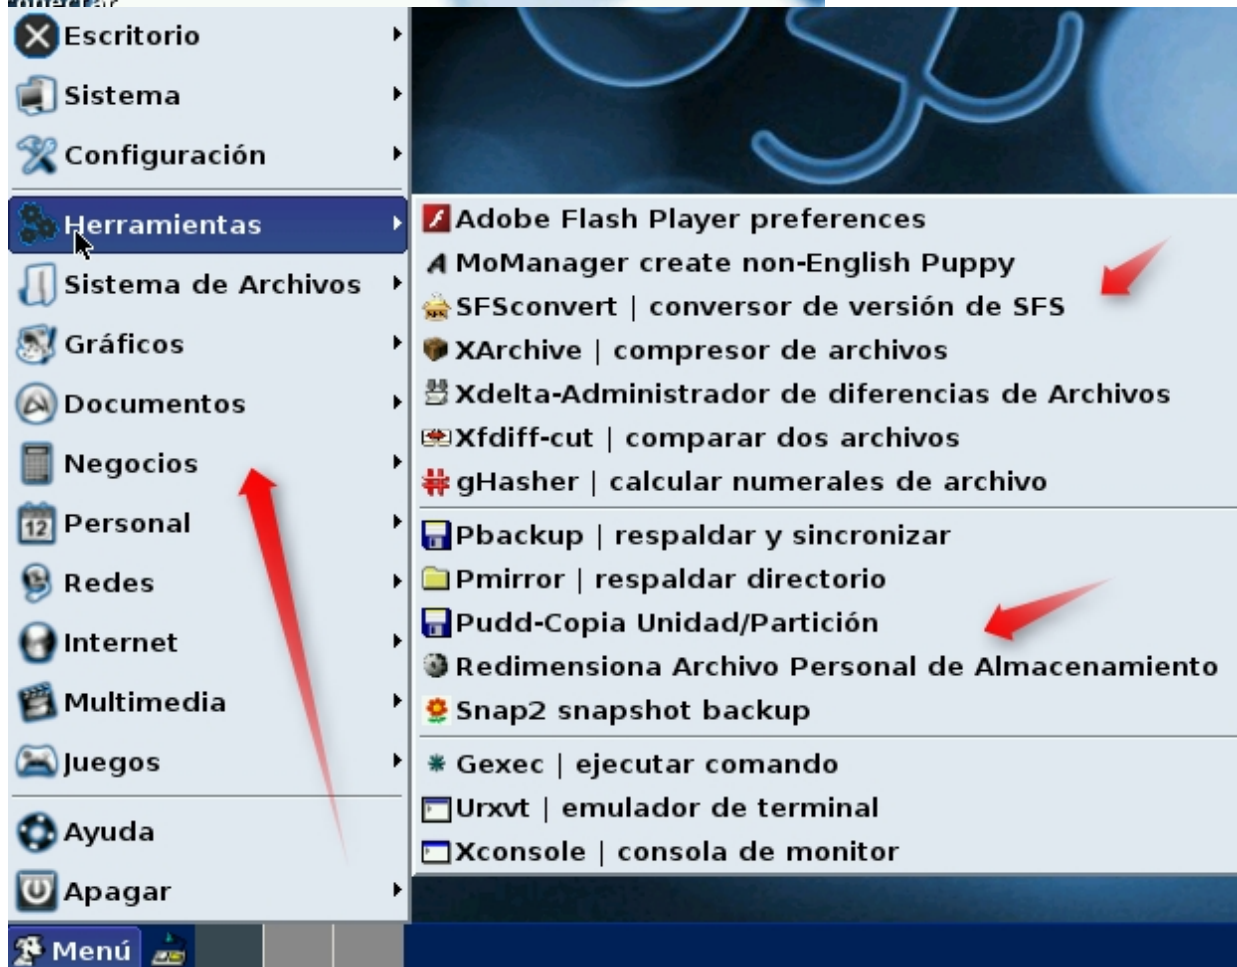 Escritorio
Sistema
Configuración
Herramientas
Sistema de Archivos
Gráficos
Documentos
Negocios
12
Personal
Redes
Internet
Multimedia
Juegos
Ayuda
Apagar
Menú
Adobe Flash Player preferences
MoManager create non-English Puppy
SFSconvert | conversor de versión de SFS
XArchive | compresor de archivos
Xdelta-Administrador de diferencias de Archivos
Xfdiff-cut | comparar dos archivos
gHasher | calcular numerales de archivo
Pbackup | respaldar y sincronizar
Pmirror | respaldar directorio
Pudd-Copia Unidad/Partición
Redimensiona Archivo Personal de Almacenamiento
Snap2 snapshot backup
Gexec | ejecutar comando
Urxvt | emulador de terminal
Xconsole | consola de monitor